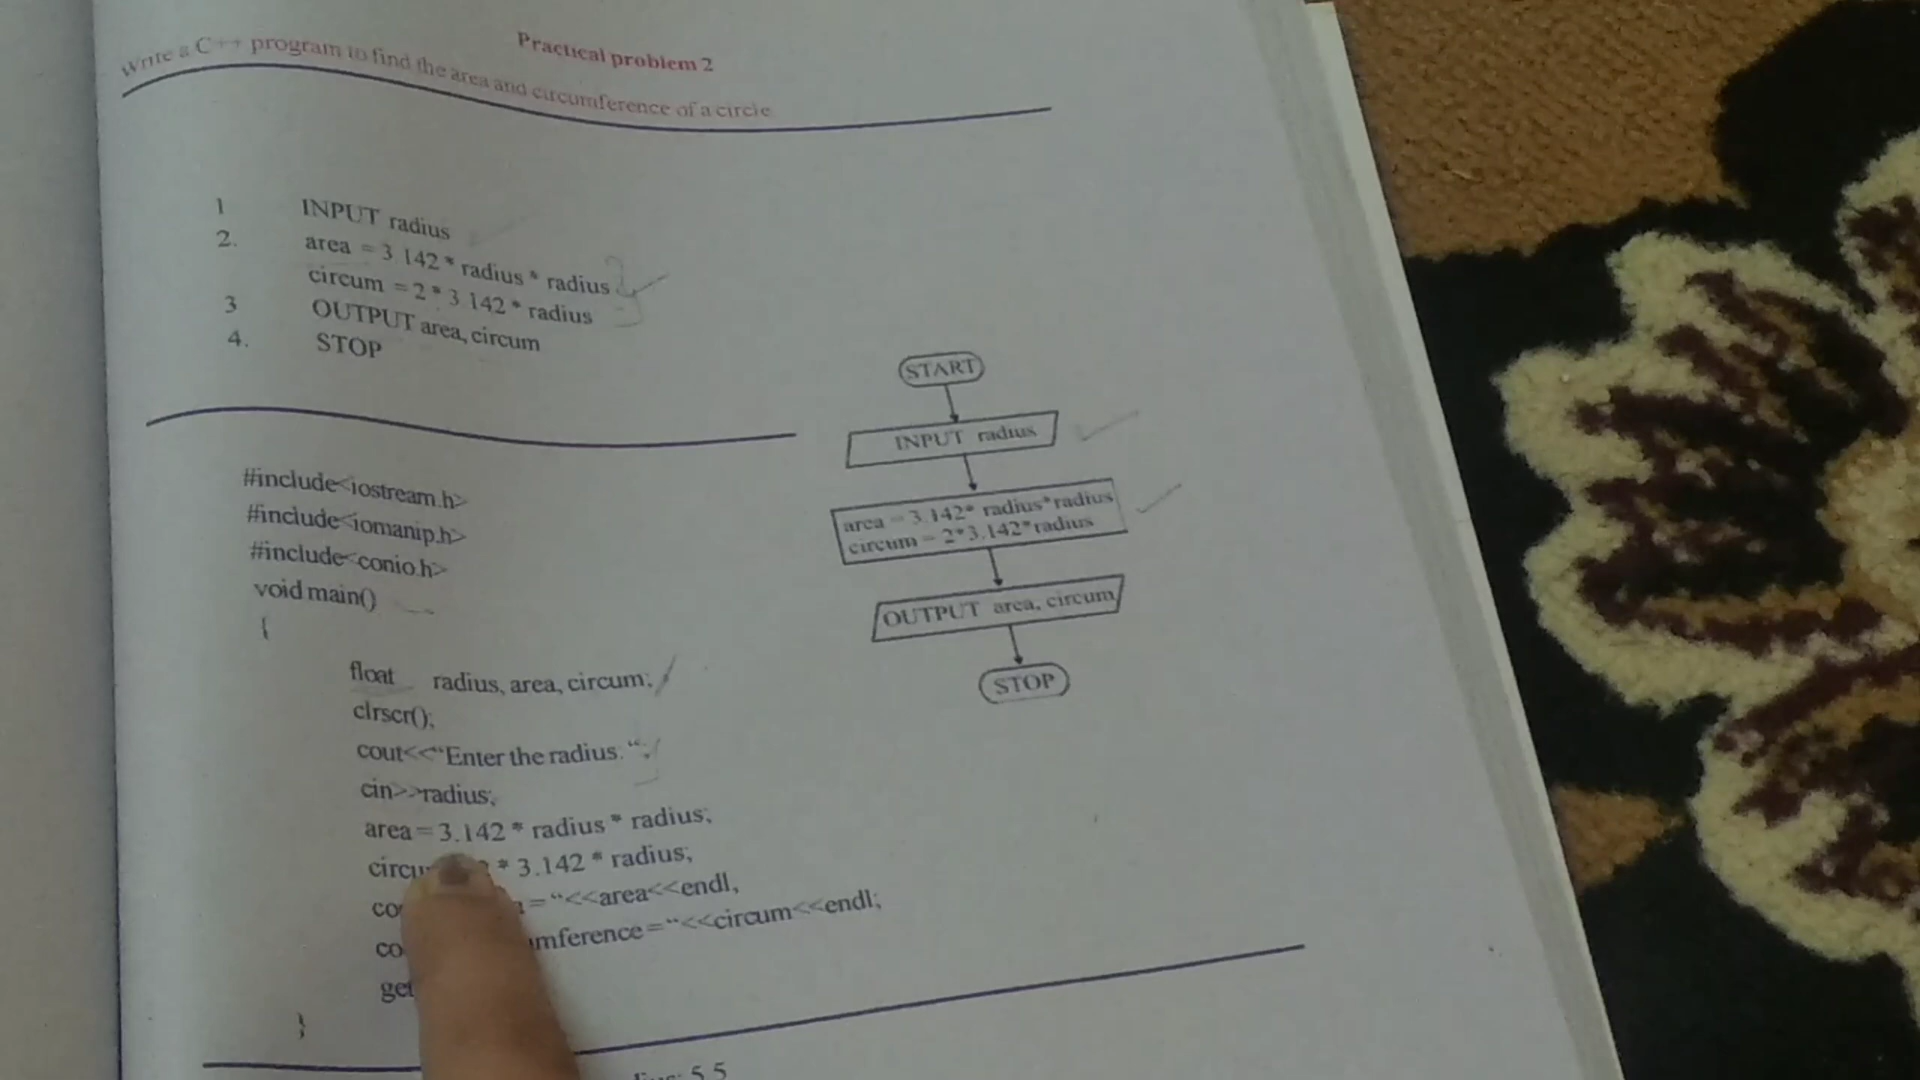 Practical problem 2
Write a C++ program to find the area and circumference of a circle
1 INPUT radius
2. area = 3.142 * radius * radius
circum = 2 * 3.142 * radius
3 OUTPUT area, circum
4. STOP
START
INPUT radius
area = 3.142* radius*radius
circum = 2*3.142*radius
OUTPUT area, circum
STOP
#include<iostream.h>
#include<iomanip.h>
#include<conio.h>
void main()
{
float radius, area, circum;
clrscr();
cout<<“Enter the radius: “;
cin>>radius;
area = 3.142 * radius * radius;
* 3.142 * radius;
= “<<area<<endl;
= “<<circum<<endl;
}
5.5